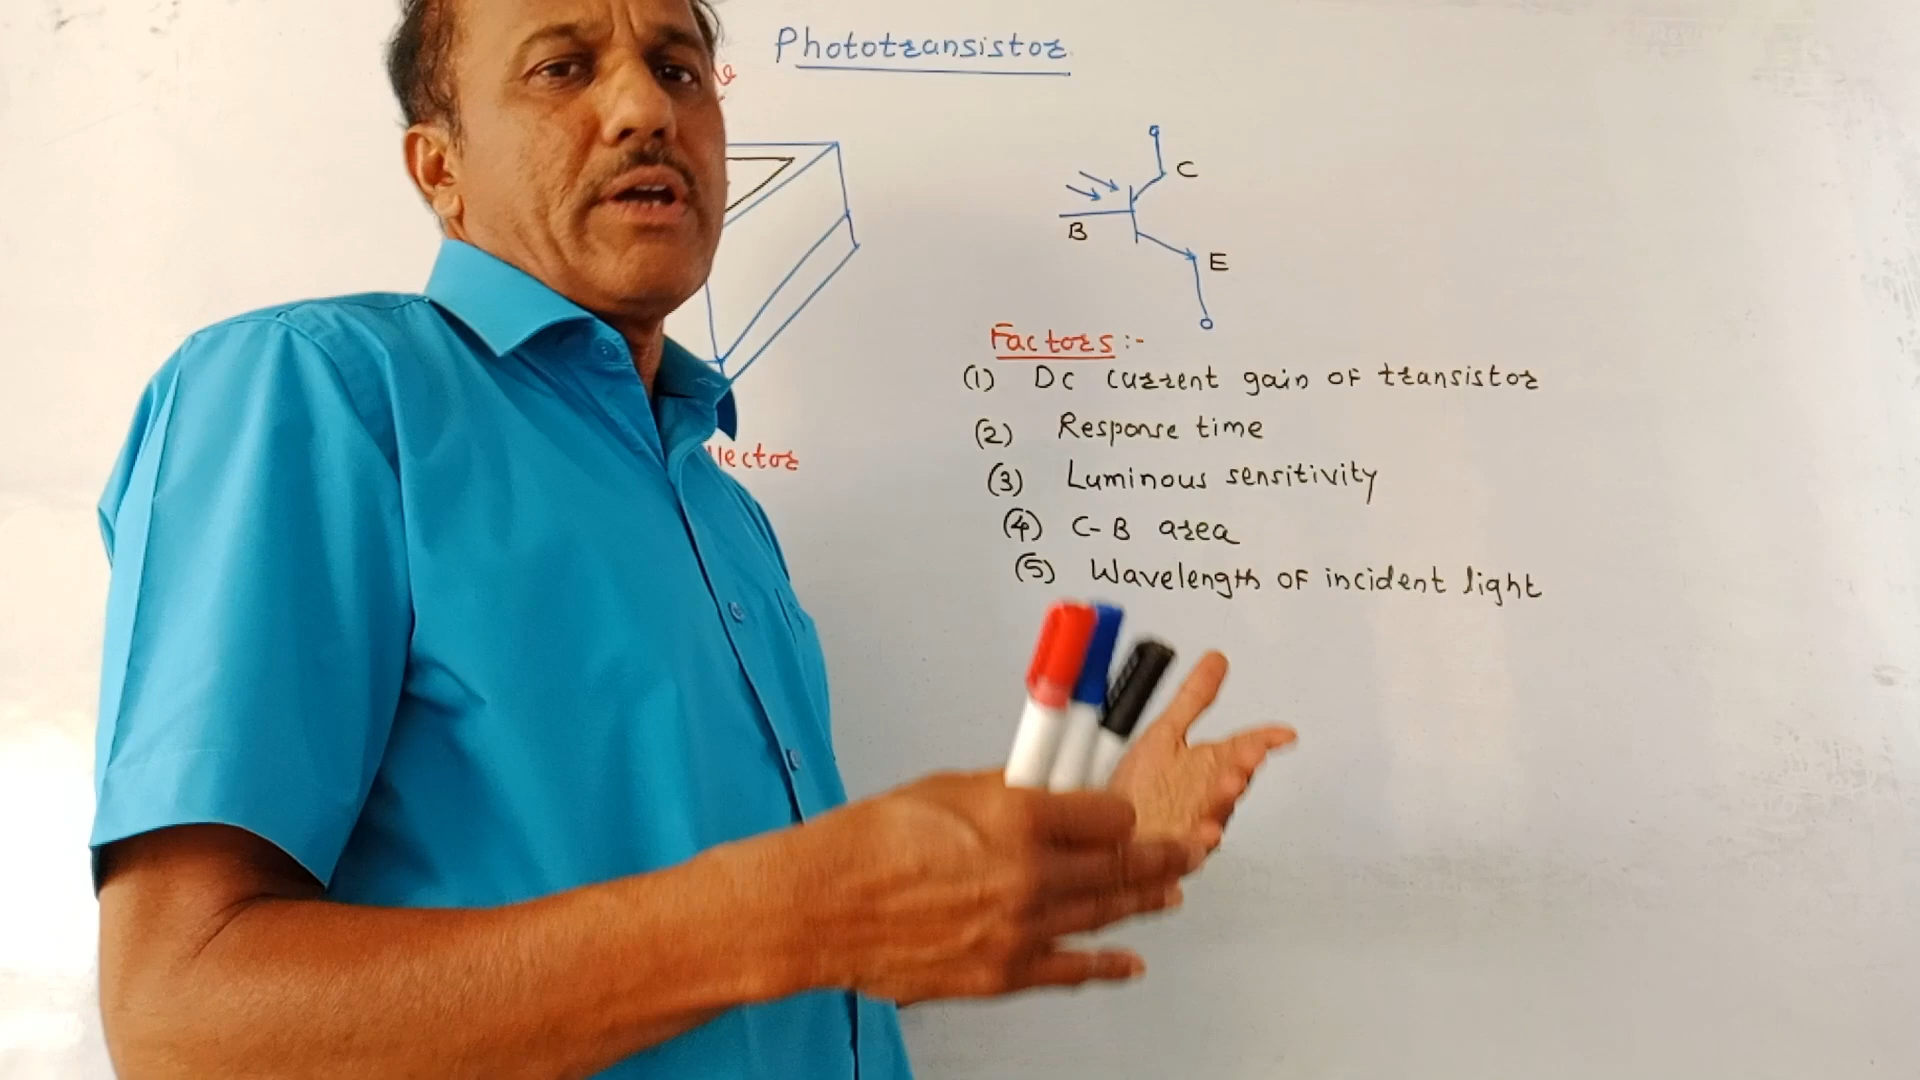 Phototransistor
C
B
E
Factors :-
(1) DC current gain of transistor
(2) Response time
(3) Luminous sensitivity
(4) C-B area
(5) Wavelength of incident light